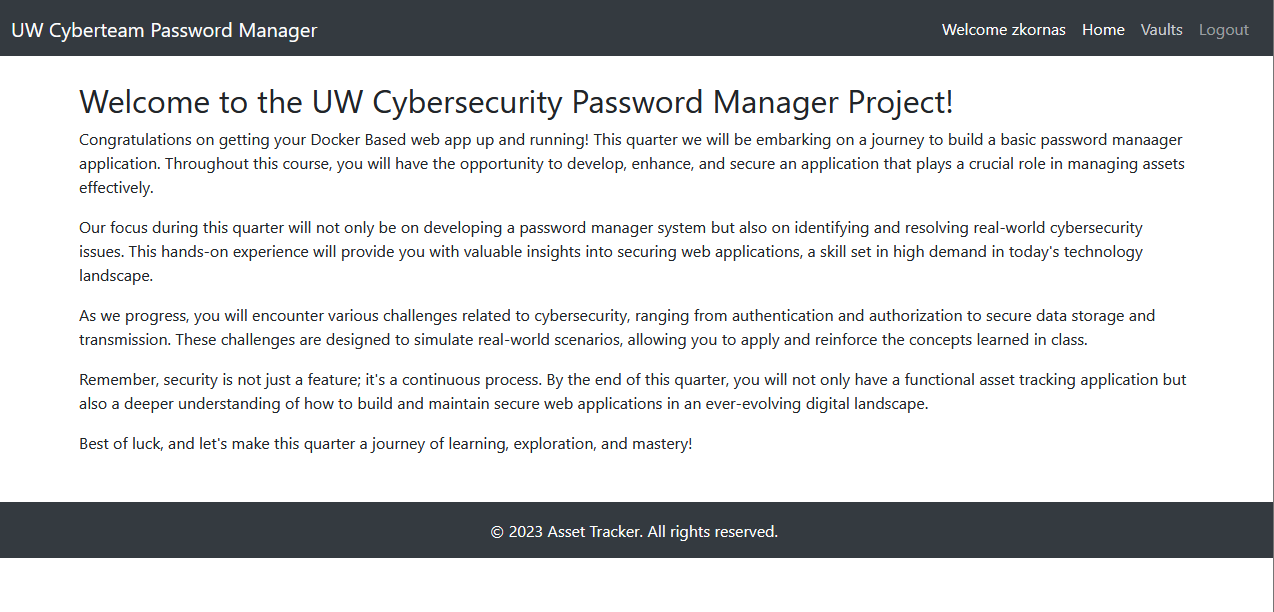 UW Cyberteam Password Manager
Welcome zkornas Home Vaults Logout
Welcome to the UW Cybersecurity Password Manager Project!
Congratulations on getting your Docker Based web app up and running! This quarter we will be embarking on a journey to build a basic password manaager
application. Throughout this course, you will have the opportunity to develop, enhance, and secure an application that plays a crucial role in managing assets
effectively.
Our focus during this quarter will not only be on developing a password manager system but also on identifying and resolving real-world cybersecurity
issues. This hands-on experience will provide you with valuable insights into securing web applications, a skill set in high demand in today's technology
landscape.
As we progress, you will encounter various challenges related to cybersecurity, ranging from authentication and authorization to secure data storage and
transmission. These challenges are designed to simulate real-world scenarios, allowing you to apply and reinforce the concepts learned in class.
Remember, security is not just a feature; it's a continuous process. By the end of this quarter, you will not only have a functional asset tracking application but
also a deeper understanding of how to build and maintain secure web applications in an ever-evolving digital landscape.
Best of luck, and let's make this quarter a journey of learning, exploration, and mastery!
© 2023 Asset Tracker. All rights reserved.